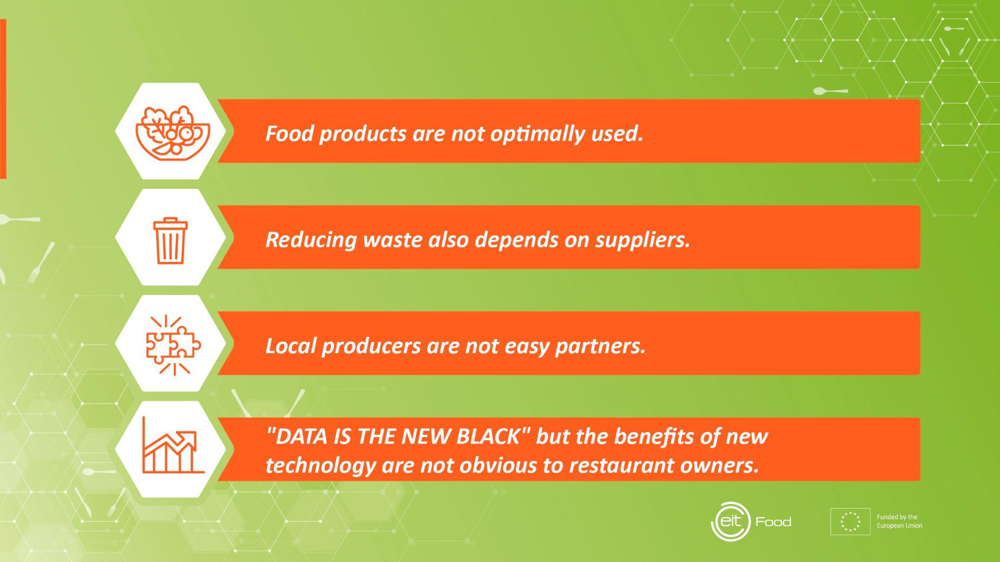 Food products are not optimally used.
Reducing waste also depends on suppliers.
Local producers are not easy partners.
"DATA IS THE NEW BLACK" but the benefits of new
technology are not obvious to restaurant owners.
eit Food
Funded by the
European Union